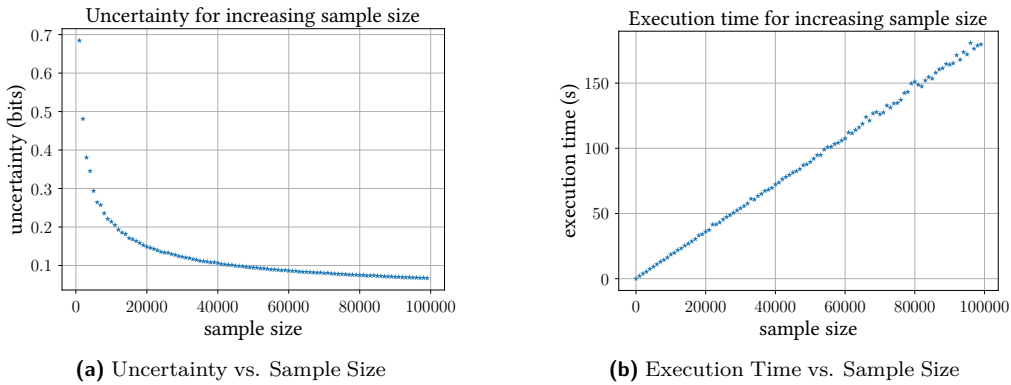 Uncertainty for increasing sample size
0.7
0.6
0.5
0.4
0.3
0.2
0.1
uncertainty (bits)
0 20000 40000 60000 80000 100000
sample size
(a) Uncertainty vs. Sample Size
Execution time for increasing sample size
150
100
50
0
execution time (s)
0 20000 40000 60000 80000 100000
sample size
(b) Execution Time vs. Sample Size